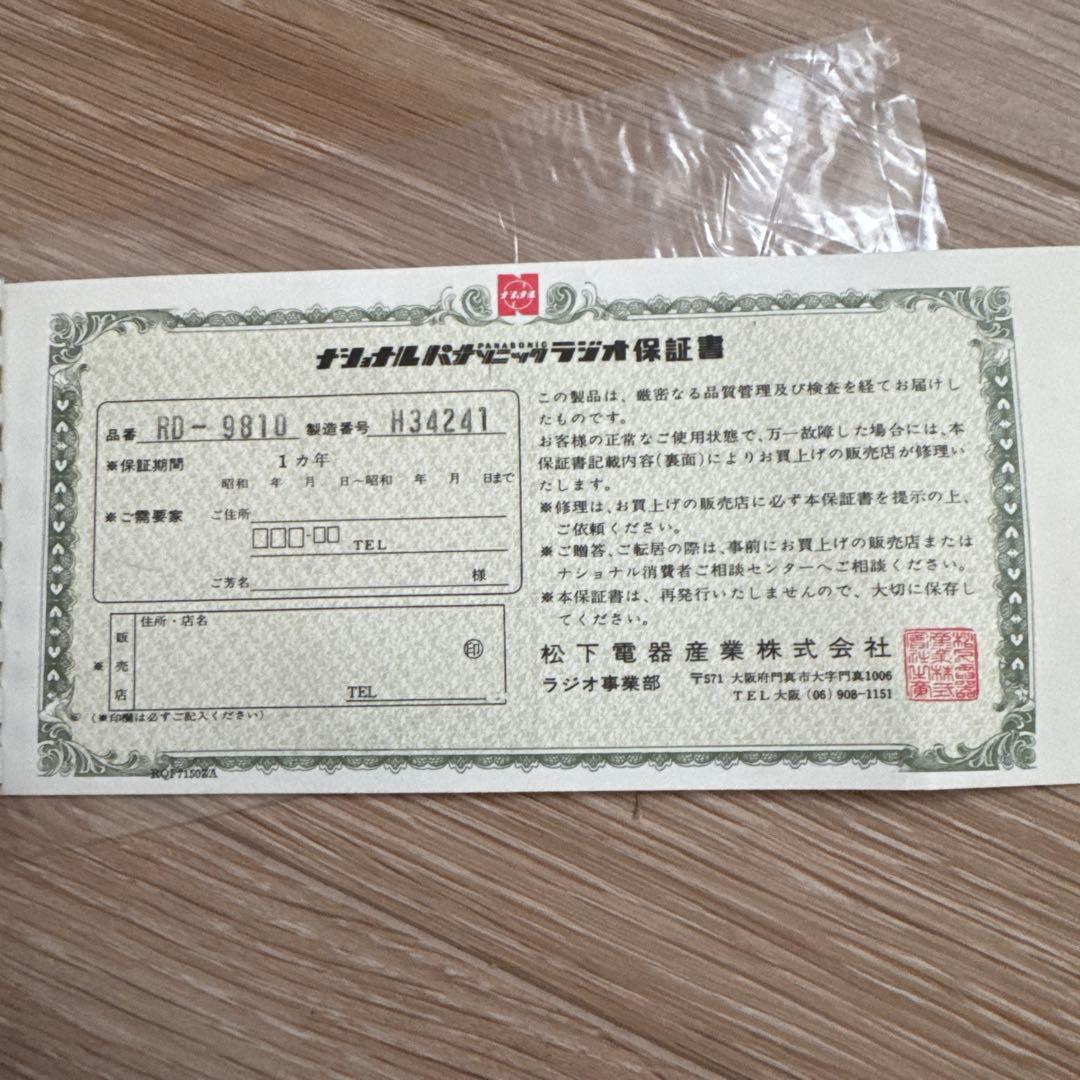 ナショナル
ナショナルパナソニックラジオ保証書
PANASONIC
品番 RD-9810 製造番号 H34241
※保証期間 1カ年
昭和 年 月 日～昭和 年 月 日まで
※ご需要家 ご住所
TEL
ご芳名 様
※販売店
住所・店名
印
TEL
(※印欄は必ずご記入ください)
RQF7150ZA
この製品は、厳密なる品質管理及び検査を経てお届けし
たものです。
お客様の正常なご使用状態で、万一故障した場合には、本
保証書記載内容(裏面)によりお買上げの販売店が修理い
たします。
※修理は、お買上げの販売店に必ず本保証書を提示の上、
ご依頼ください。
※ご贈答、ご転居の際は、事前にお買上げの販売店または
ナショナル消費者ご相談センターへご相談ください。
※本保証書は、再発行いたしませんので、大切に保存し
てください。
松下電器産業株式会社
ラジオ事業部 〒571 大阪府門真市大字門真1006
TEL大阪(06)908-1151